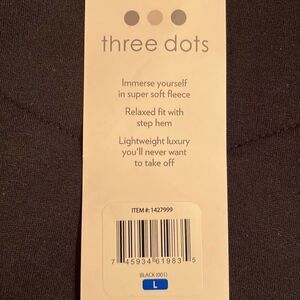 three dots
Immerse yourself
in super soft fleece
Relaxed fit with
step hem
Lightweight luxury
you'll never want
to take off
ITEM #: 1427999
7 45934 61983 5
BLACK (001)
L